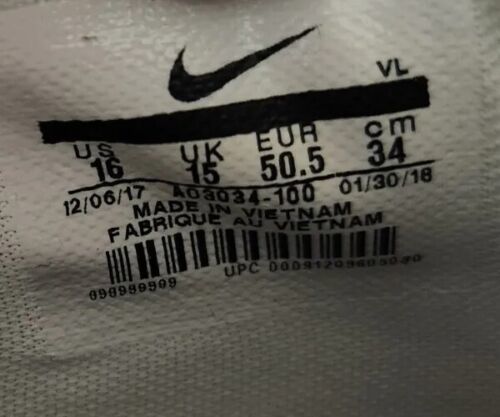 VL
US UK EUR cm
16 15 50.5 34
12/06/17 AO3034-100 01/30/18
MADE IN VIETNAM
FABRIQUE AU VIETNAM
UPC